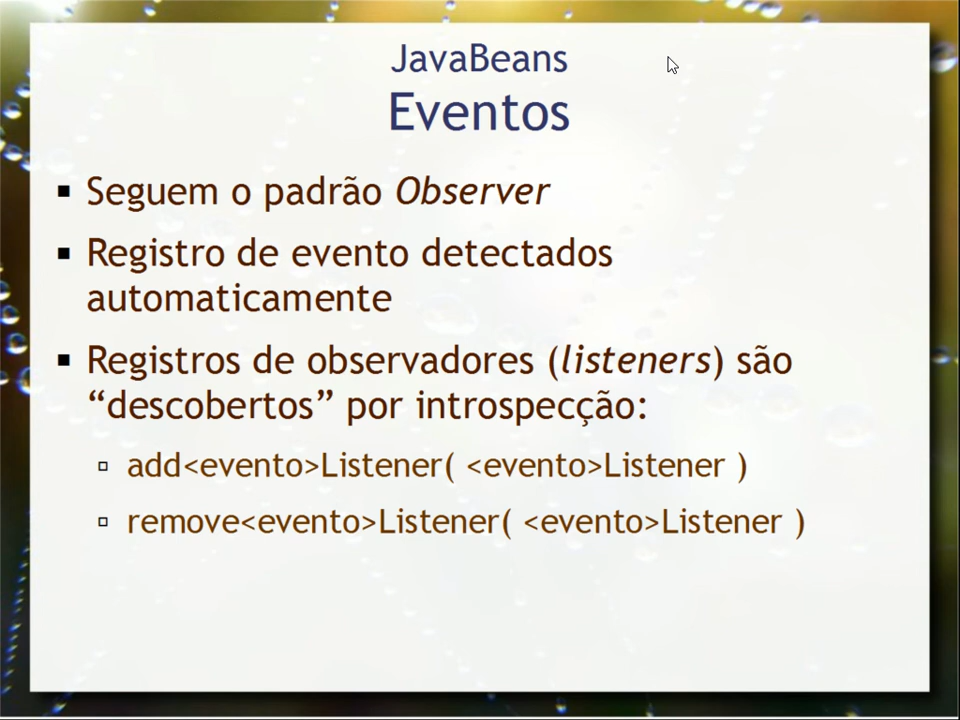 JavaBeans
Eventos
Seguem o padrão Observer
Registro de evento detectados
automaticamente
Registros de observadores (listeners) são
“descobertos” por introspecção:
add<evento>Listener( <evento>Listener )
remove<evento>Listener( <evento>Listener )